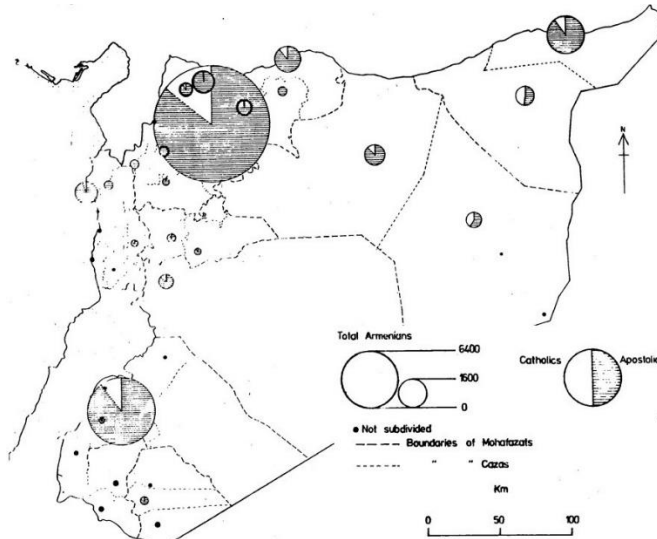 N
Total Armenians
6400
1600
0
Catholics
Apostolic
Not subdivided
Boundaries of Mohafazats
" " Cazas
Km
0 50 100